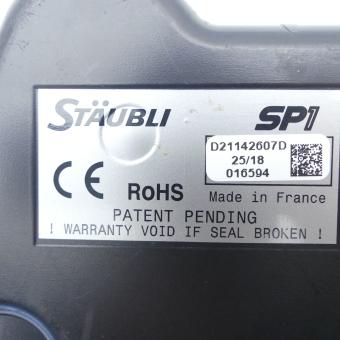 STÄUBLI SP1
D21142607D
25/18
016594
CE RoHS Made in France
PATENT PENDING
! WARRANTY VOID IF SEAL BROKEN !